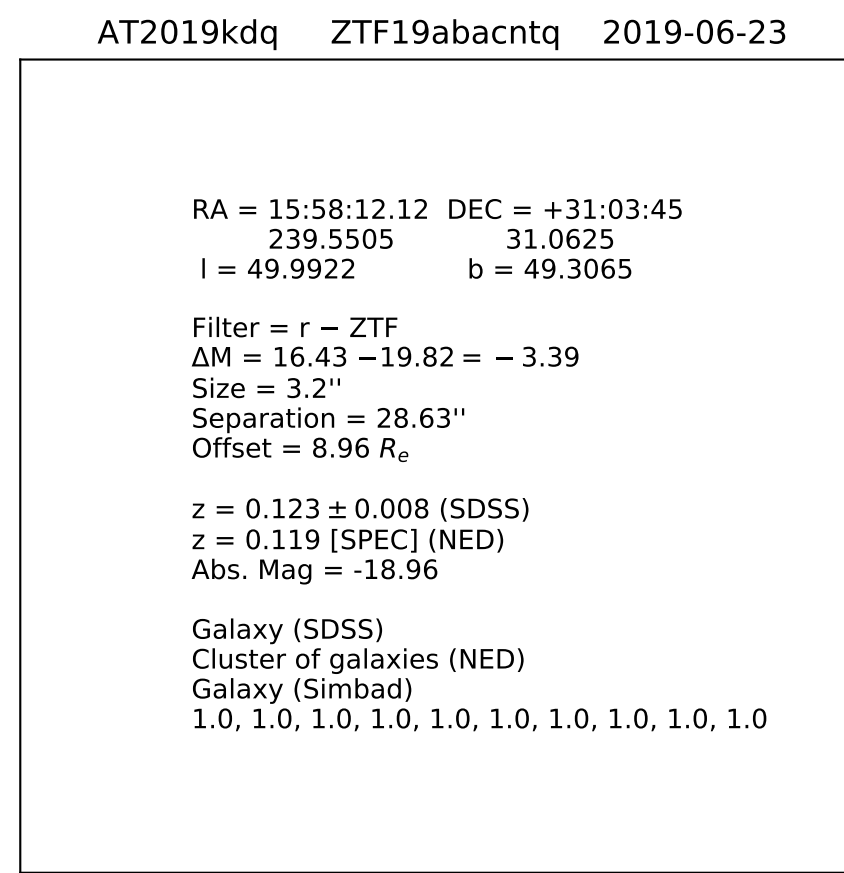 AT2019kdq ZTF19abacntq 2019-06-23
RA = 15:58:12.12 DEC = +31:03:45
239.5505 31.0625
l = 49.9922 b = 49.3065
Filter = r − ZTF
ΔM = 16.43 −19.82 = − 3.39
Size = 3.2''
Separation = 28.63''
Offset = 8.96 Re
z = 0.123 ± 0.008 (SDSS)
z = 0.119 [SPEC] (NED)
Abs. Mag = -18.96
Galaxy (SDSS)
Cluster of galaxies (NED)
Galaxy (Simbad)
1.0, 1.0, 1.0, 1.0, 1.0, 1.0, 1.0, 1.0, 1.0, 1.0